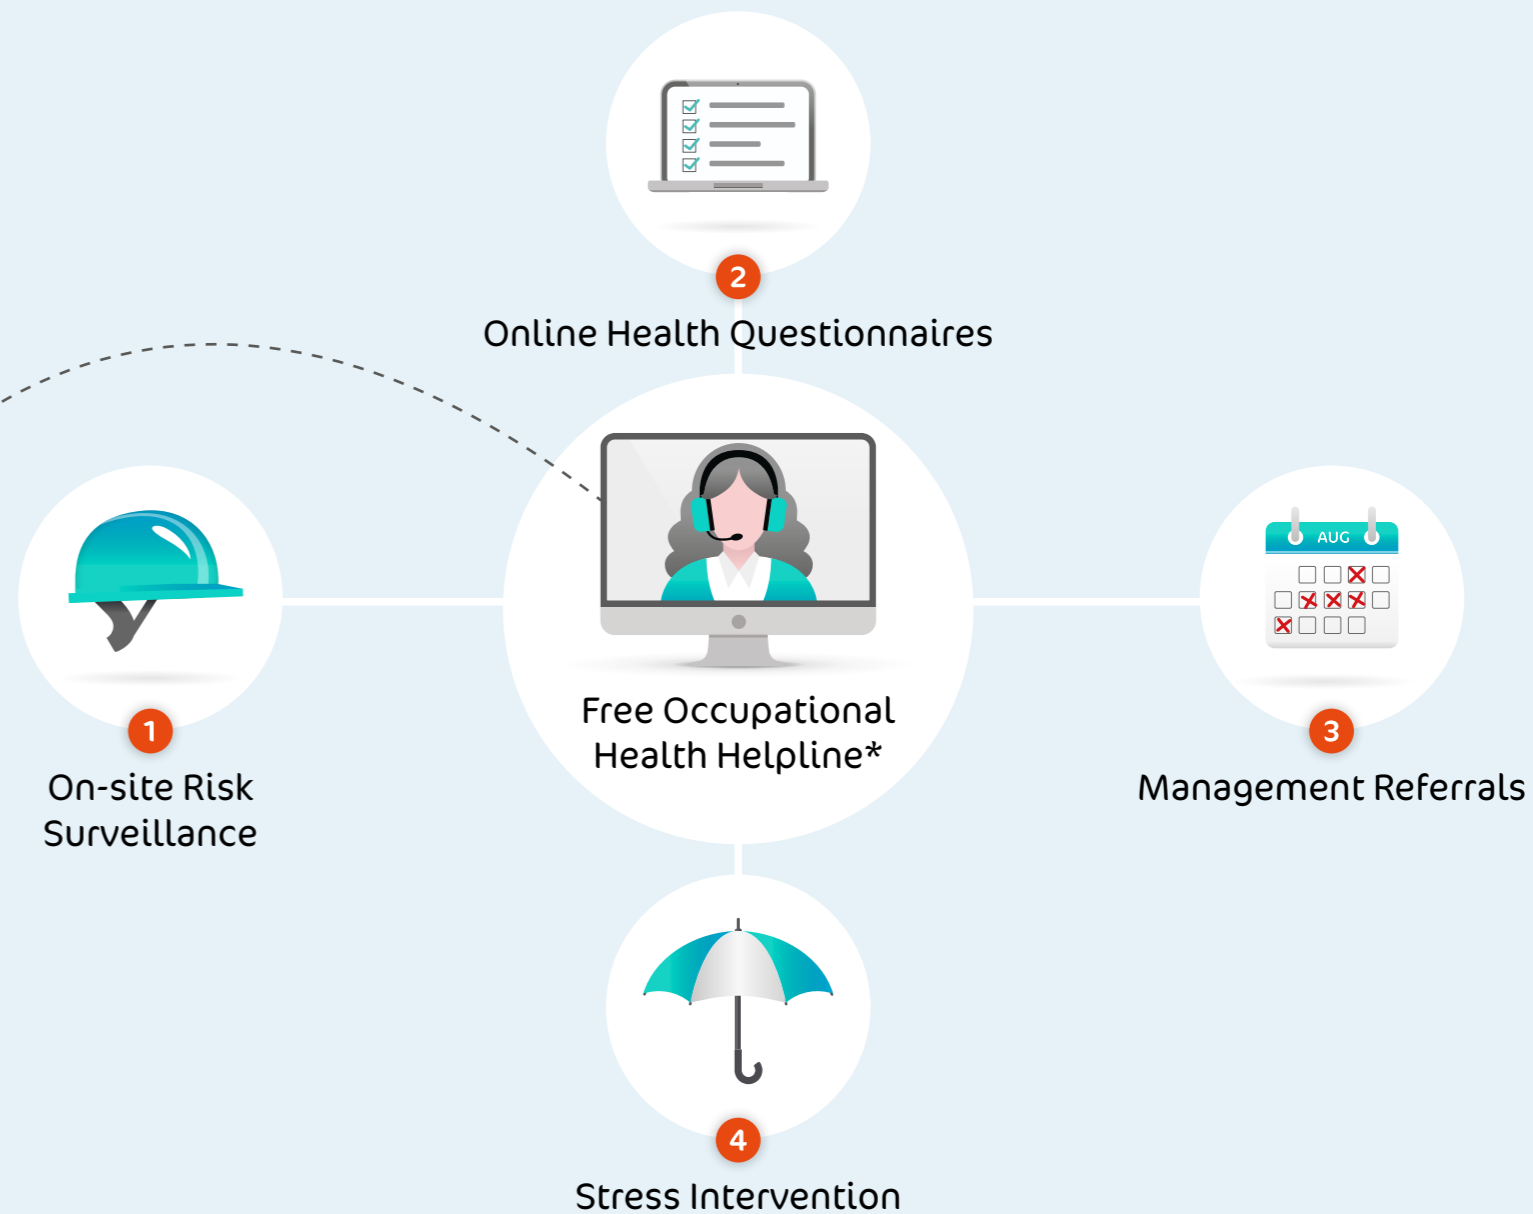 2
Online Health Questionnaires
AUG
Free Occupational
Health Helpline*
1
On-site Risk
Surveillance
3
Management Referrals
4
Stress Intervention